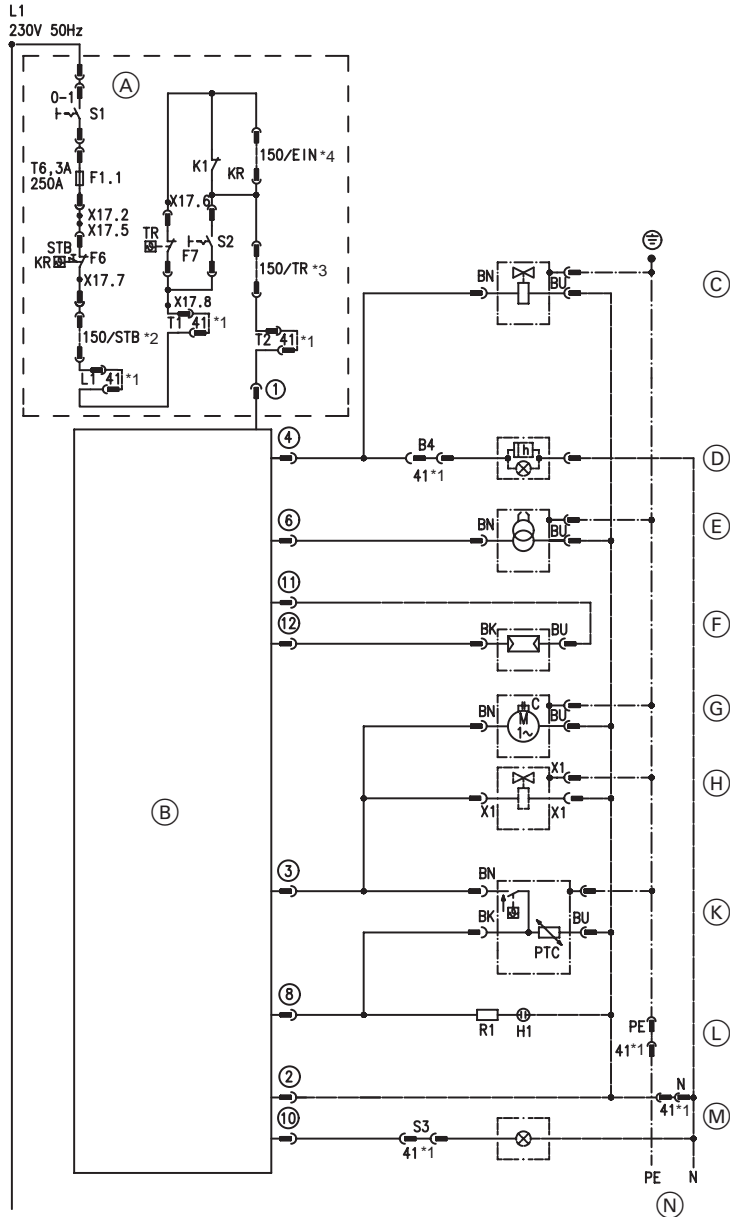 L1
230V 50Hz
A
0-1
S1
T6,3A
250A
F1.1
X17.2
X17.5
STB
KR
F6
X17.7
150/STB *2
L1 41 *1
K1
KR
150/EIN *4
X17.6
TR
F7
S2
150/TR *3
X17.8
T1 41 *1
T2 41 *1
1
B
4
B4
41*1
h
D
BN
BU
C
6
BN
BU
E
11
12
BK
BU
F
BN
M
1~
C
BU
G
X1
X1
X1
H
3
BN
BK
BU
PTC
K
8
R1
H1
PE
41*1
L
2
N
41*1
M
10
S3
41*1
PE
N
N